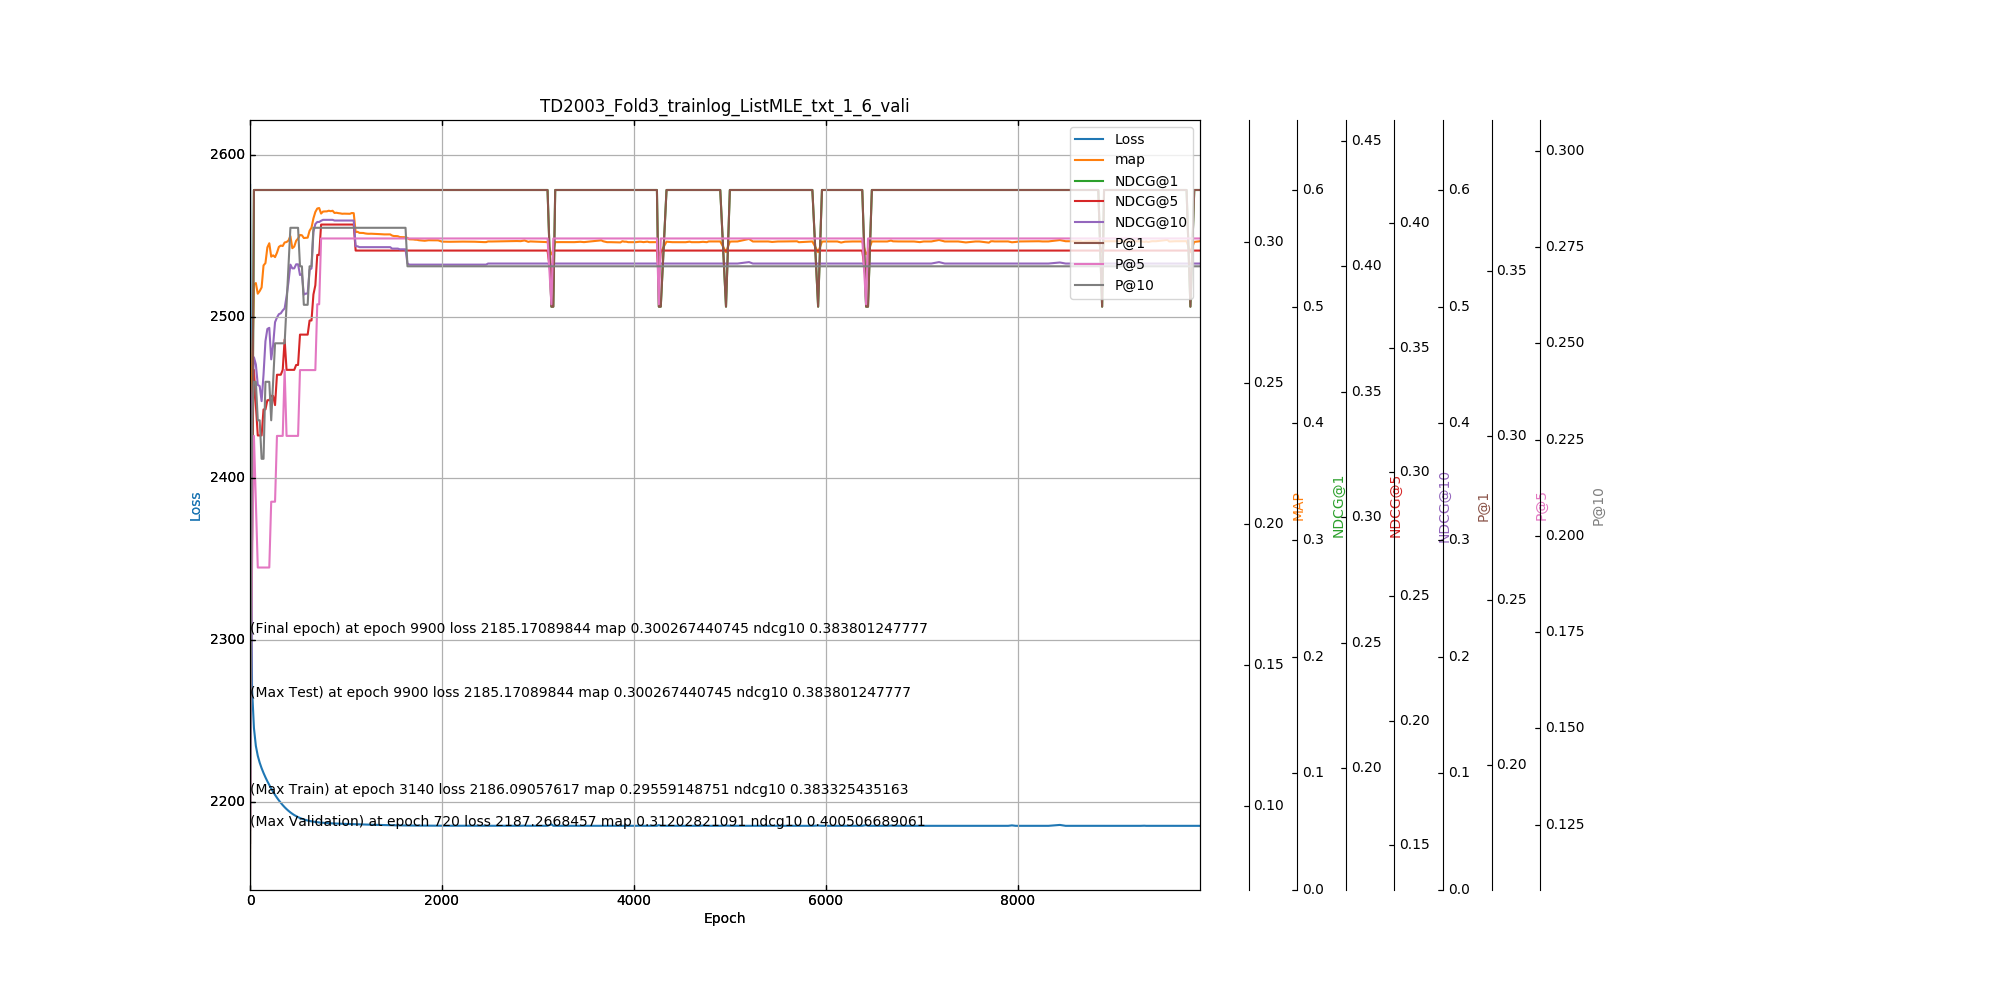 TD2003_Fold3_trainlog_ListMLE_txt_1_6_vali
Loss
map
NDCG@1
NDCG@5
NDCG@10
P@1
P@5
P@10
2600
2500
2400
2300
2200
Loss
(Final epoch) at epoch 9900 loss 2185.17089844 map 0.300267440745 ndcg10 0.383801247777
(Max Test) at epoch 9900 loss 2185.17089844 map 0.300267440745 ndcg10 0.383801247777
(Max Train) at epoch 3140 loss 2186.09057617 map 0.29559148751 ndcg10 0.383325435163
(Max Validation) at epoch 720 loss 2187.2668457 map 0.31202821091 ndcg10 0.400506689061
0 2000 4000 6000 8000
Epoch
0.30
0.25
0.20
0.15
0.10
MAP
0.6
0.5
0.4
0.3
0.2
0.1
0.0
NDCG@1
0.45
0.40
0.35
0.30
0.25
0.20
NDCG@5
0.40
0.35
0.30
0.25
0.20
0.15
NDCG@10
0.6
0.5
0.4
0.3
0.2
0.1
0.0
P@1
0.35
0.30
0.25
0.20
P@5
0.300
0.275
0.250
0.225
0.200
0.175
0.150
0.125
P@10